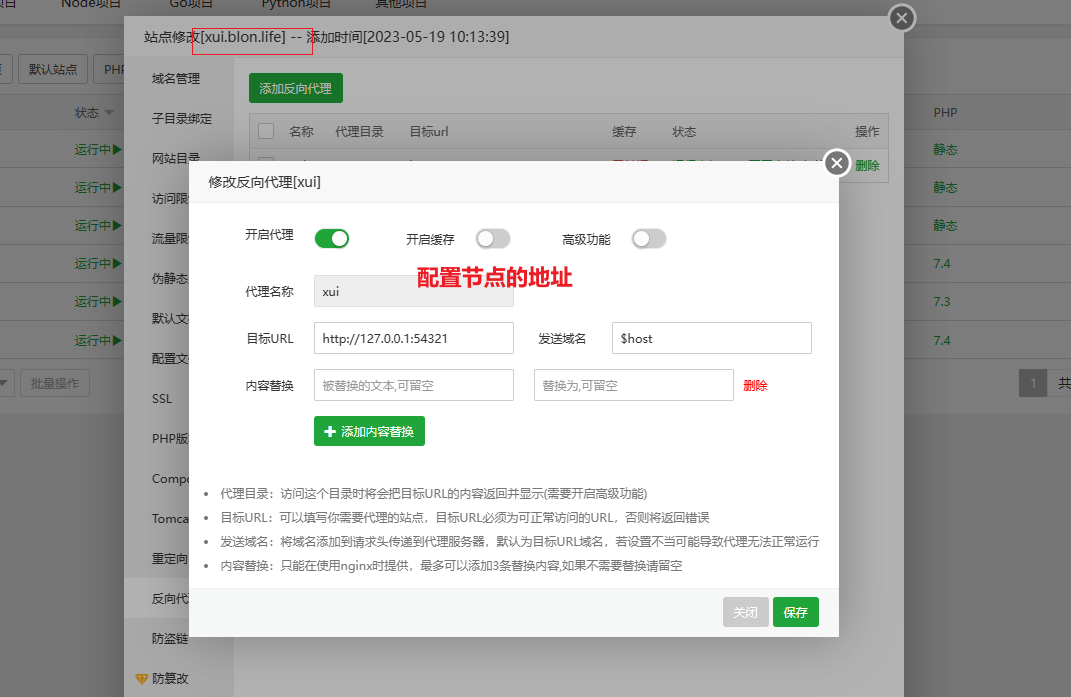 项目
Node项目
Go项目
Python项目
其他项目
站点修改[xui.blon.life] -- 添加时间[2023-05-19 10:13:39]
默认站点
PHP
域名管理
添加反向代理
子目录绑定
状态
名称
代理目录
目标url
缓存
状态
操作
PHP
运行中
网站目录
删除
静态
修改反向代理[xui]
运行中
静态
访问限
运行中
流量限
开启代理
开启缓存
高级功能
静态
运行中
伪静态
配置节点的地址
7.4
运行中
代理名称
xui
7.3
默认文
运行中
目标URL
http://127.0.0.1:54321
发送域名
$host
7.4
配置文
批量操作
内容替换
被替换的文本,可留空
替换为,可留空
删除
1
共
SSL
PHP版
添加内容替换
Compo
代理目录：访问这个目录时将会把目标URL的内容返回并显示(需要开启高级功能)
Tomca
目标URL：可以填写你需要代理的站点，目标URL必须为可正常访问的URL，否则将返回错误
重定向
发送域名：将域名添加到请求头传递到代理服务器，默认为目标URL域名，若设置不当可能导致代理无法正常运行
内容替换：只能在使用nginx时提供，最多可以添加3条替换内容,如果不需要替换请留空
反向代
关闭
保存
防盗链
防篡改